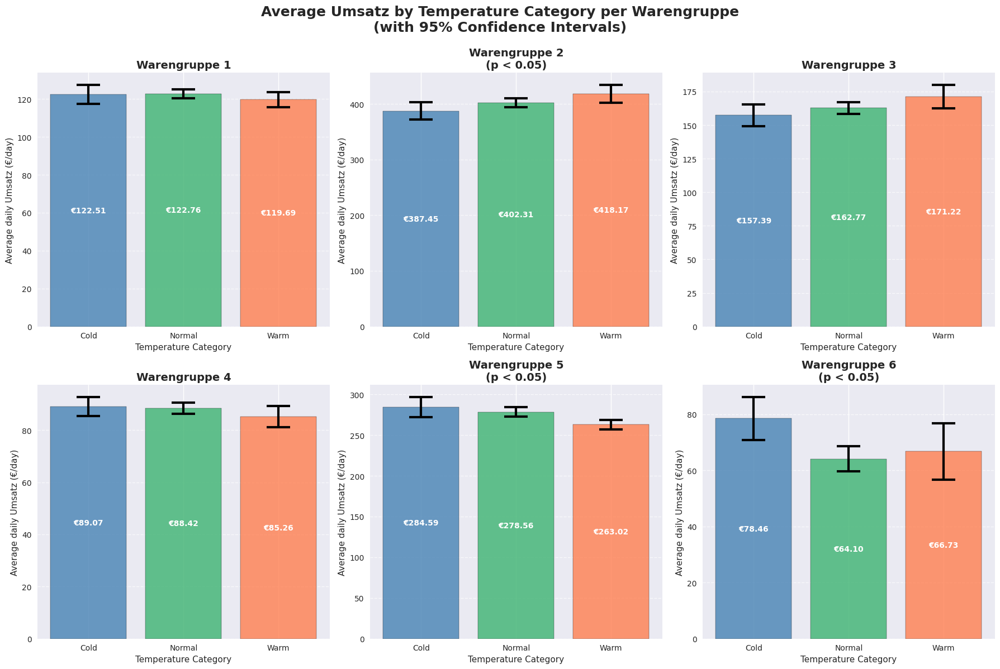 Average Umsatz by Temperature Category per Warengruppe
(with 95% Confidence Intervals)
Warengruppe 1
Average daily Umsatz (€/day)
120
100
80
60
40
20
0
€122.51
€122.76
€119.69
Cold
Normal
Warm
Temperature Category
Warengruppe 2
(p < 0.05)
Average daily Umsatz (€/day)
400
300
200
100
0
€387.45
€402.31
€418.17
Cold
Normal
Warm
Temperature Category
Warengruppe 3
Average daily Umsatz (€/day)
175
150
125
100
75
50
25
0
€157.39
€162.77
€171.22
Cold
Normal
Warm
Temperature Category
Warengruppe 4
Average daily Umsatz (€/day)
80
60
40
20
0
€89.07
€88.42
€85.26
Cold
Normal
Warm
Temperature Category
Warengruppe 5
(p < 0.05)
Average daily Umsatz (€/day)
300
250
200
150
100
50
0
€284.59
€278.56
€263.02
Cold
Normal
Warm
Temperature Category
Warengruppe 6
(p < 0.05)
Average daily Umsatz (€/day)
80
60
40
20
0
€78.46
€64.10
€66.73
Cold
Normal
Warm
Temperature Category